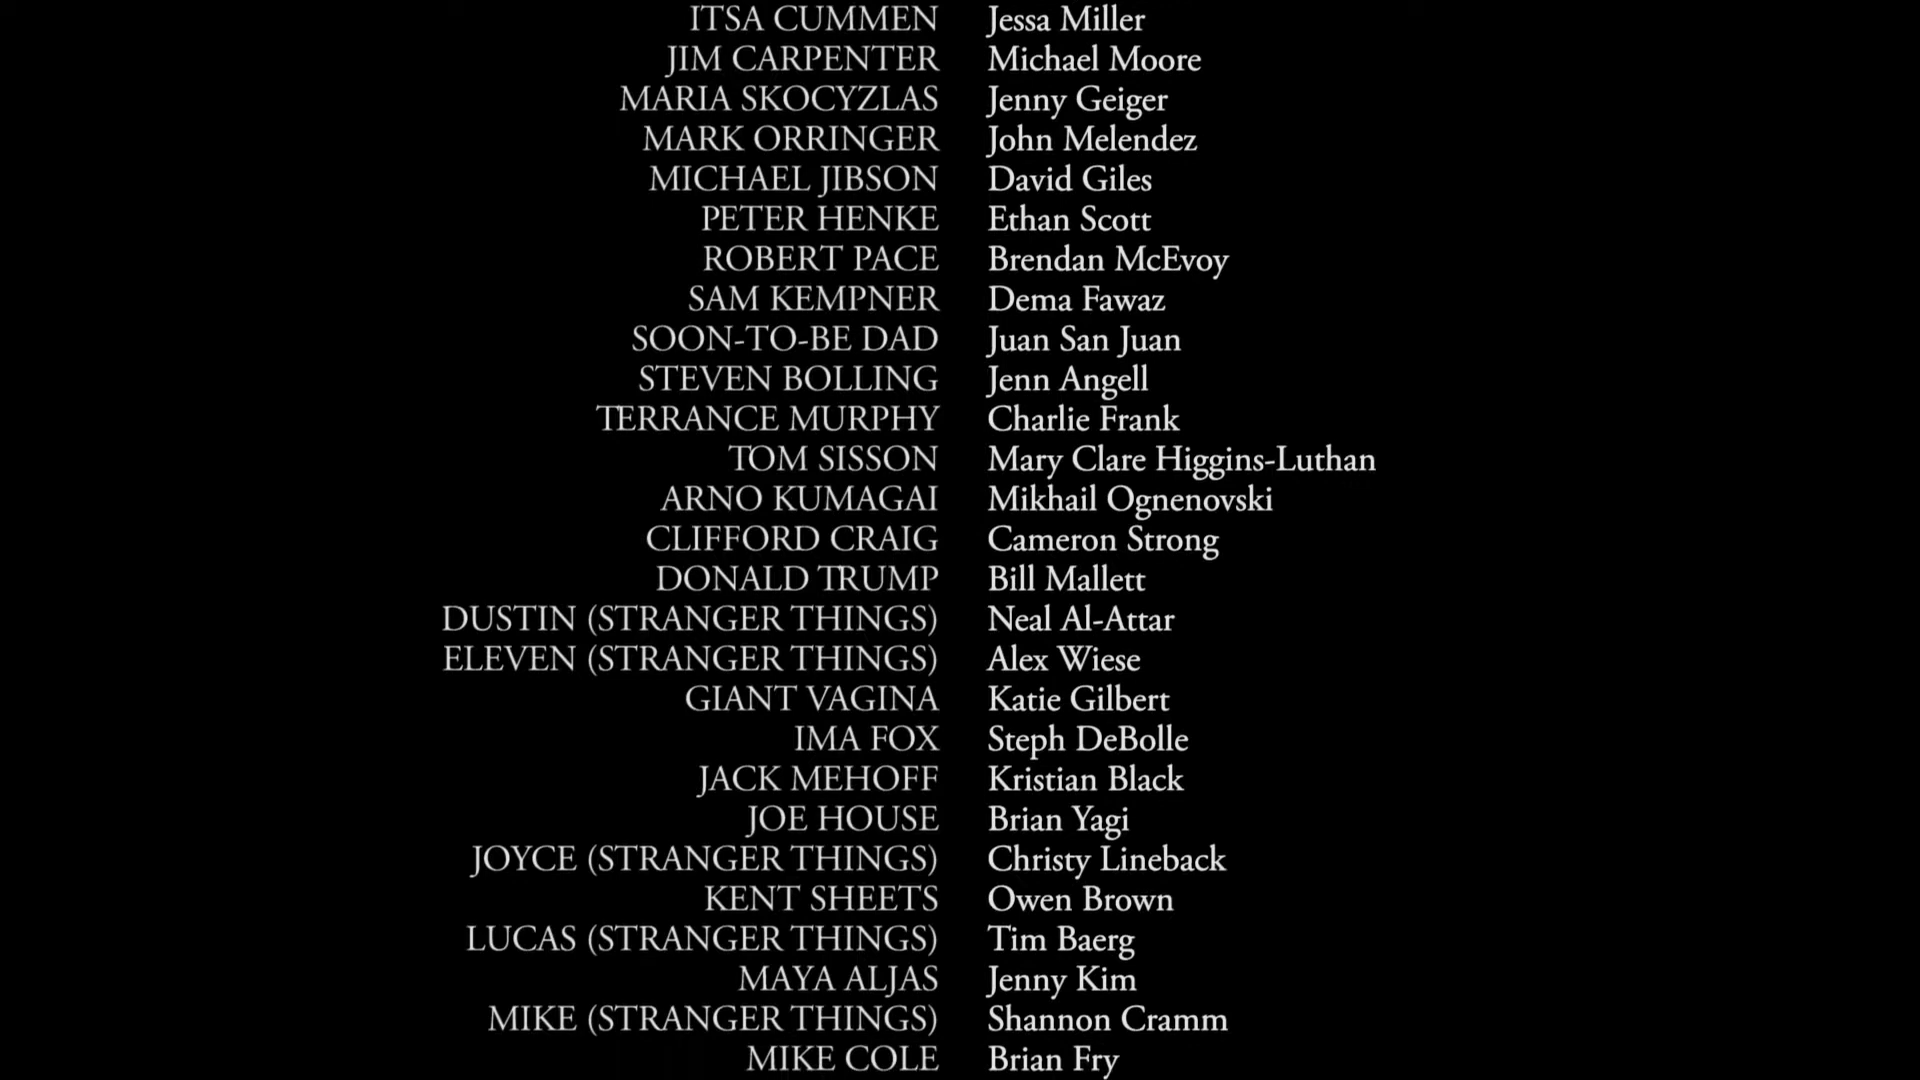 ITSA CUMMEN Jessa Miller
JIM CARPENTER Michael Moore
MARIA SKOCYZLAS Jenny Geiger
MARK ORRINGER John Melendez
MICHAEL JIBSON David Giles
PETER HENKE Ethan Scott
ROBERT PACE Brendan McEvoy
SAM KEMPNER Dema Fawaz
SOON-TO-BE DAD Juan San Juan
STEVEN BOLLING Jenn Angell
TERRANCE MURPHY Charlie Frank
TOM SISSON Mary Clare Higgins-Luthan
ARNO KUMAGAI Mikhail Ognenovski
CLIFFORD CRAIG Cameron Strong
DONALD TRUMP Bill Mallett
DUSTIN (STRANGER THINGS) Neal Al-Attar
ELEVEN (STRANGER THINGS) Alex Wiese
GIANT VAGINA Katie Gilbert
IMA FOX Steph DeBolle
JACK MEHOFF Kristian Black
JOE HOUSE Brian Yagi
JOYCE (STRANGER THINGS) Christy Lineback
KENT SHEETS Owen Brown
LUCAS (STRANGER THINGS) Tim Baerg
MAYA ALJAS Jenny Kim
MIKE (STRANGER THINGS) Shannon Cramm
MIKE COLE Brian Fry